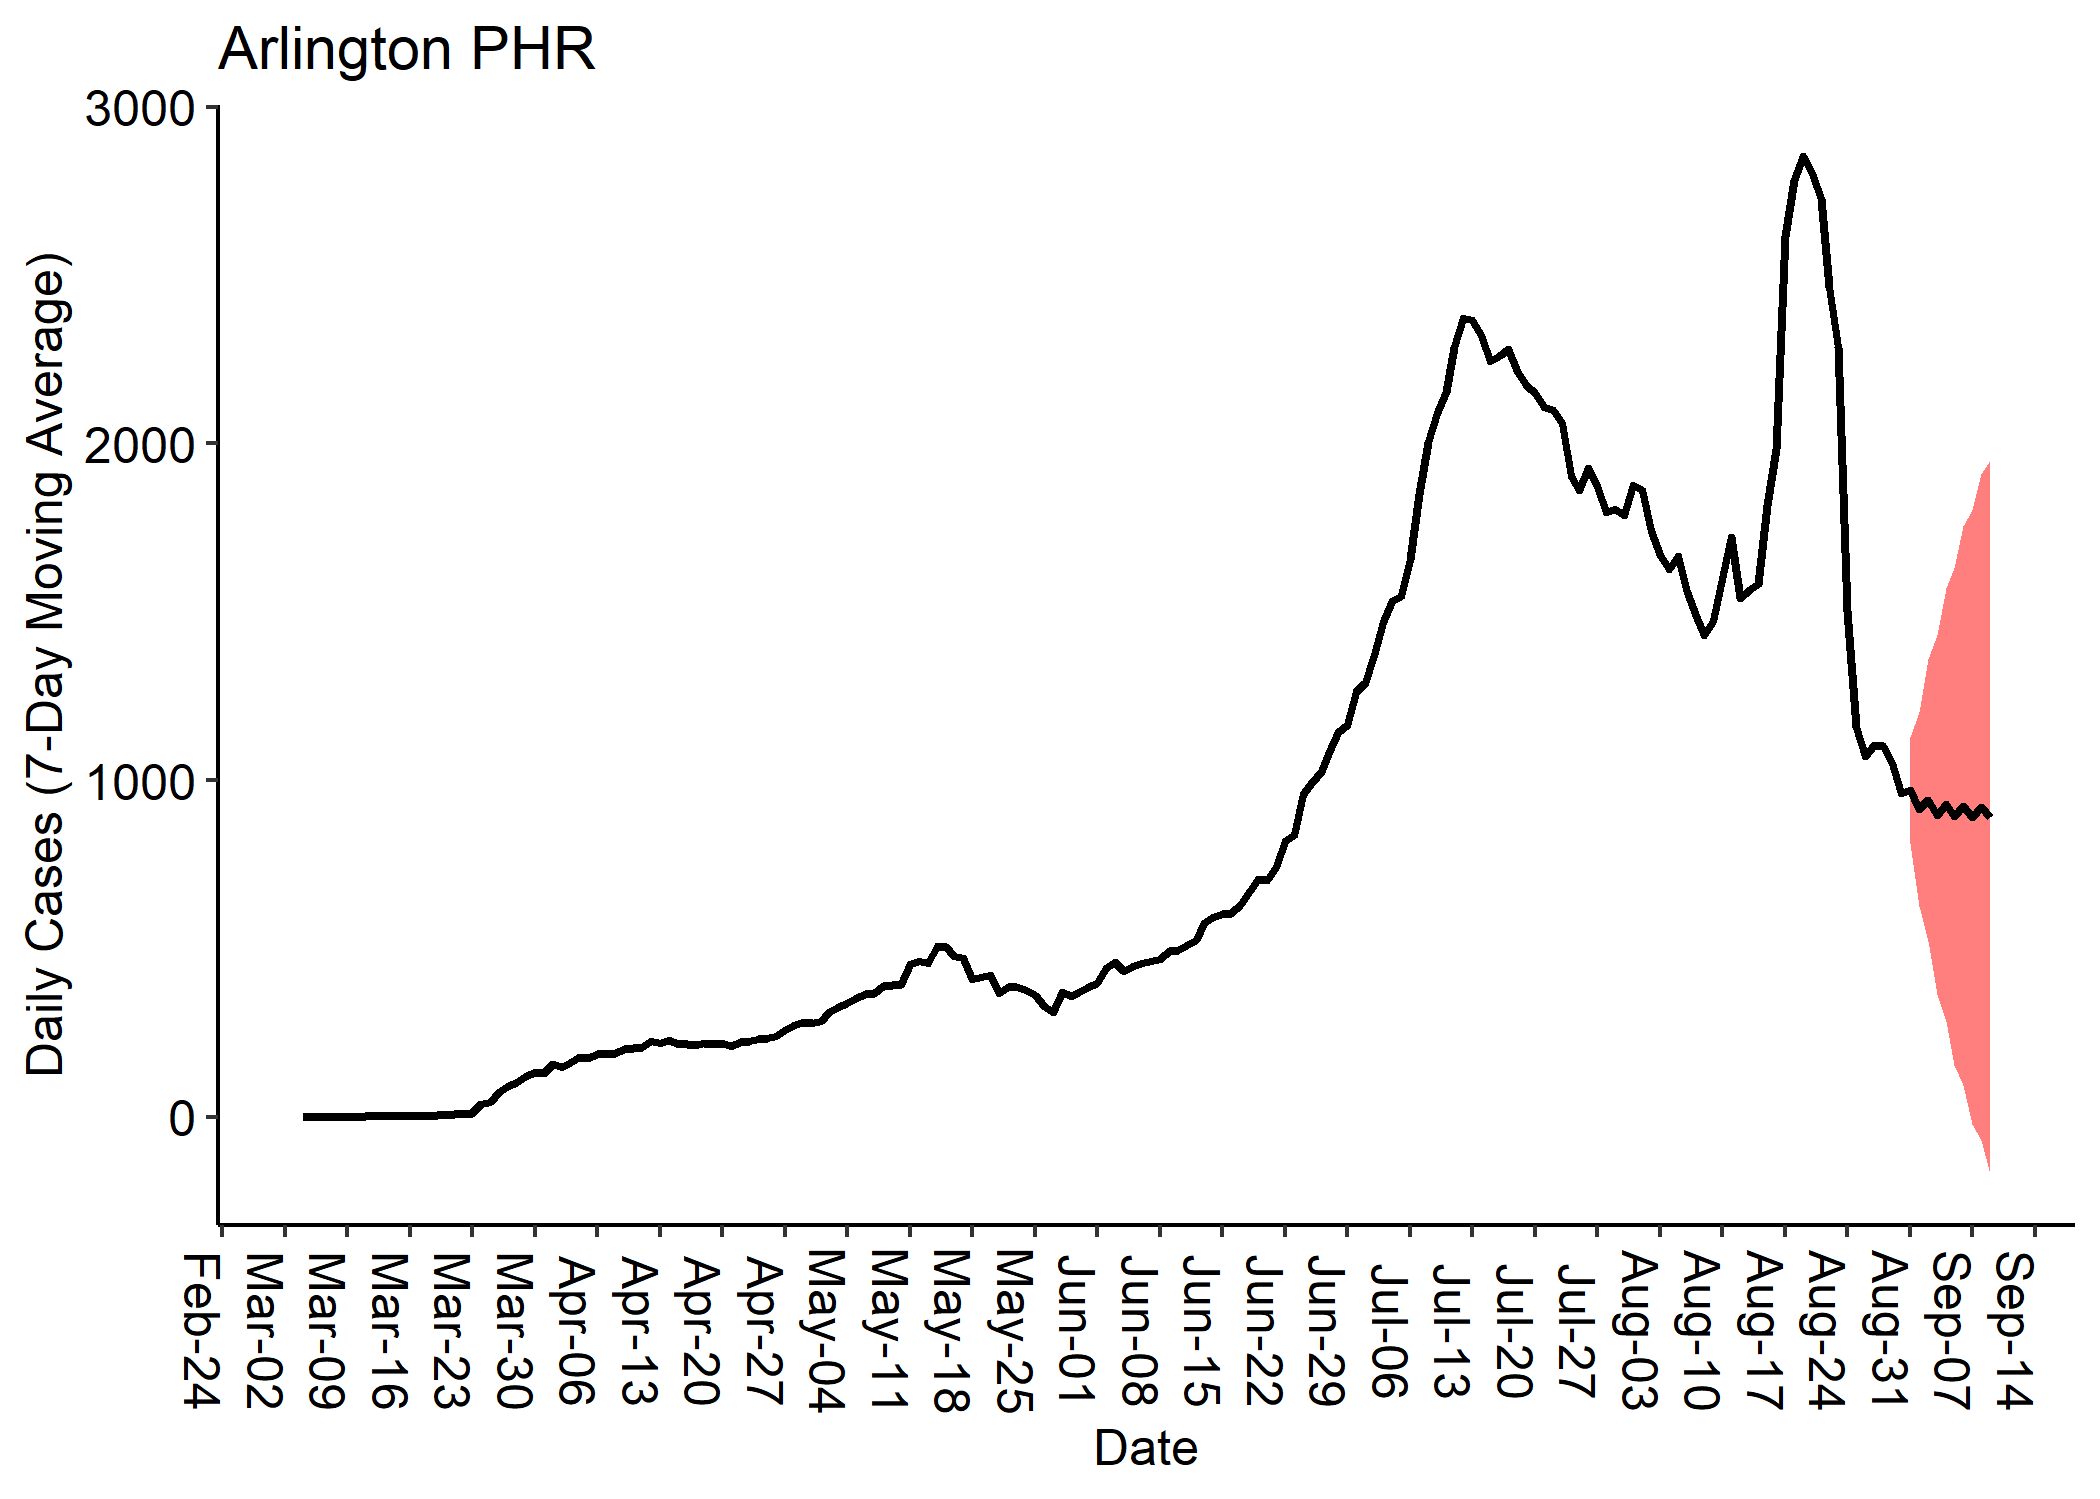 Arlington PHR
3000
2000
1000
0
Daily Cases (7-Day Moving Average)
Feb-24
Mar-02
Mar-09
Mar-16
Mar-23
Mar-30
Apr-06
Apr-13
Apr-20
Apr-27
May-04
May-11
May-18
May-25
Jun-01
Jun-08
Jun-15
Jun-22
Jun-29
Jul-06
Jul-13
Jul-20
Jul-27
Aug-03
Aug-10
Aug-17
Aug-24
Aug-31
Sep-07
Sep-14
Date